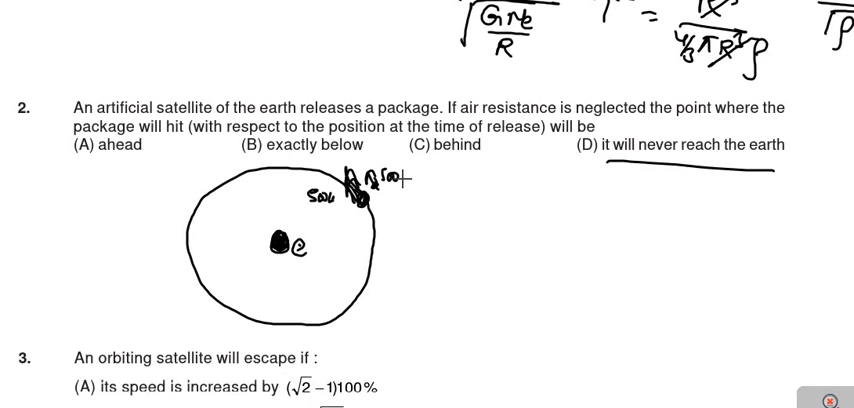 √GMe/R
4/3 πR³ρ
2. An artificial satellite of the earth releases a package. If air resistance is neglected the point where the
package will hit (with respect to the position at the time of release) will be
(A) ahead (B) exactly below (C) behind (D) it will never reach the earth
e
3. An orbiting satellite will escape if :
(A) its speed is increased by (√2 – 1)100%